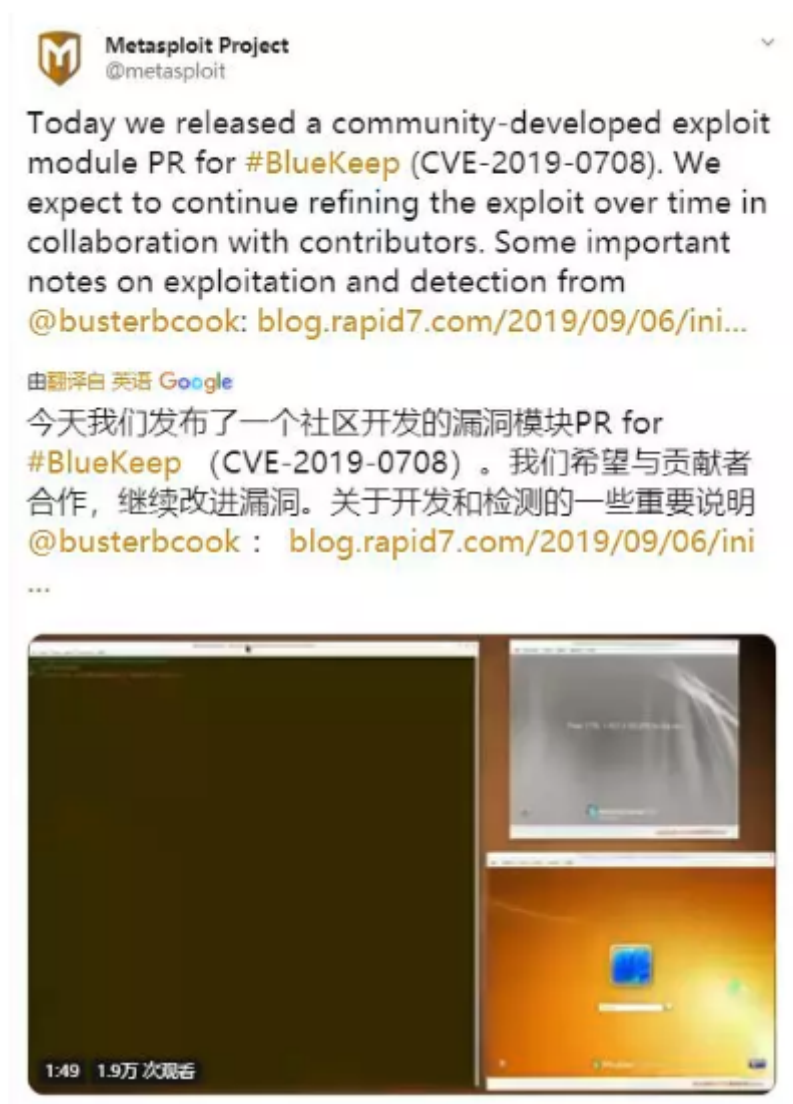 Metasploit Project
@metasploit
Today we released a community-developed exploit
module PR for #BlueKeep (CVE-2019-0708). We
expect to continue refining the exploit over time in
collaboration with contributors. Some important
notes on exploitation and detection from
@busterbcook: blog.rapid7.com/2019/09/06/ini...
由翻译自 英语 Google
今天我们发布了一个社区开发的漏洞模块PR for
#BlueKeep （CVE-2019-0708）。我们希望与贡献者
合作，继续改进漏洞。关于开发和检测的一些重要说明
@busterbcook： blog.rapid7.com/2019/09/06/ini
...
1:49 1.9万 次观看